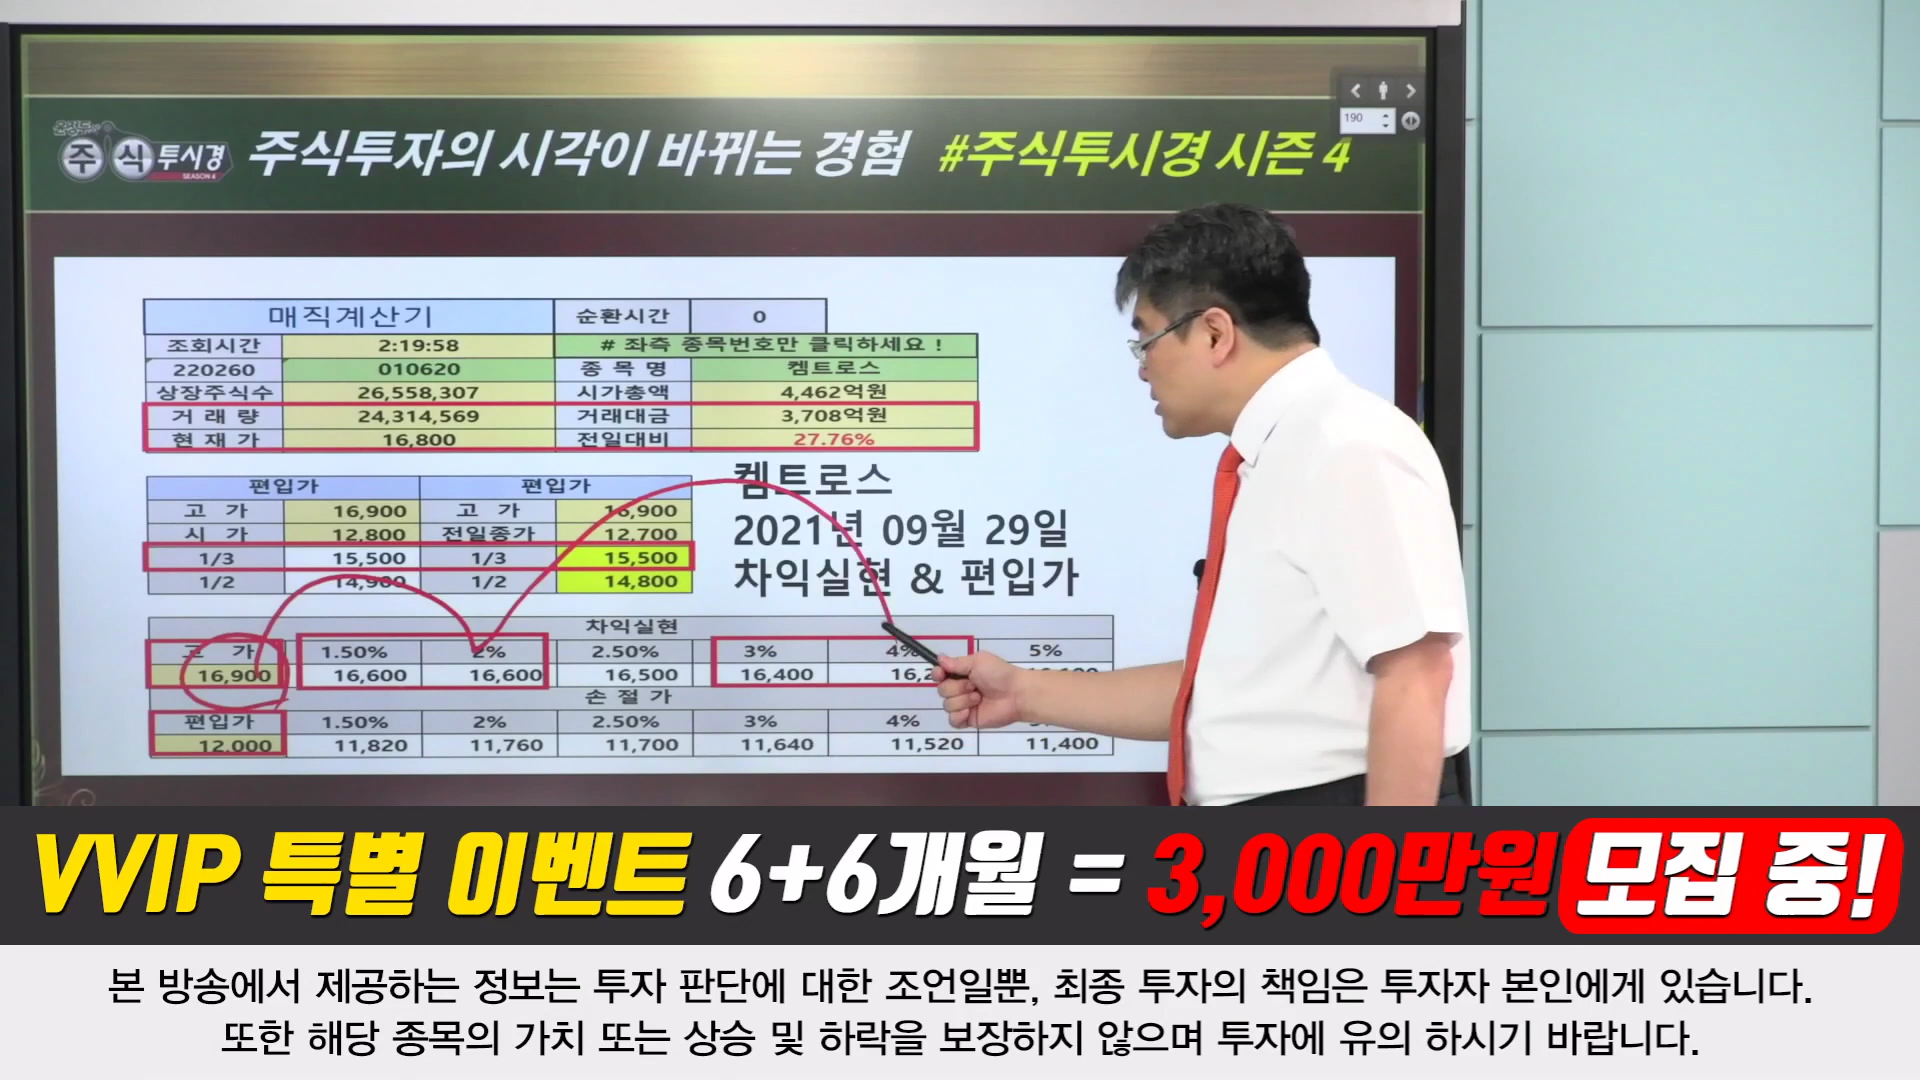 주식투시경 SEASON 4
주식투자의 시각이 바뀌는 경험 #주식투시경 시즌 4
190
매직계산기 순환시간 0
조회시간 2:19:58 # 좌측 종목번호만 클릭하세요 !
220260 010620 종 목 명 켐트로스
상장주식수 26,558,307 시가총액 4,462억원
거 래 량 24,314,569 거래대금 3,708억원
현 재 가 16,800 전일대비 27.76%
편입가 편입가
고 가 16,900 고 가 16,900
시 가 12,800 전일종가 12,700
1/3 15,500 1/3 15,500
1/2 14,900 1/2 14,800
켐트로스
2021년 09월 29일
차익실현 & 편입가
차익실현
고 가 1.50% 2% 2.50% 3% 4% 5%
16,900 16,600 16,600 16,500 16,400
손 절 가
편입가 1.50% 2% 2.50% 3% 4%
12,000 11,820 11,760 11,700 11,640 11,520 11,400
VVIP 특별 이벤트 6+6개월 = 3,000만원 모집 중!
본 방송에서 제공하는 정보는 투자 판단에 대한 조언일뿐, 최종 투자의 책임은 투자자 본인에게 있습니다.
또한 해당 종목의 가치 또는 상승 및 하락을 보장하지 않으며 투자에 유의 하시기 바랍니다.